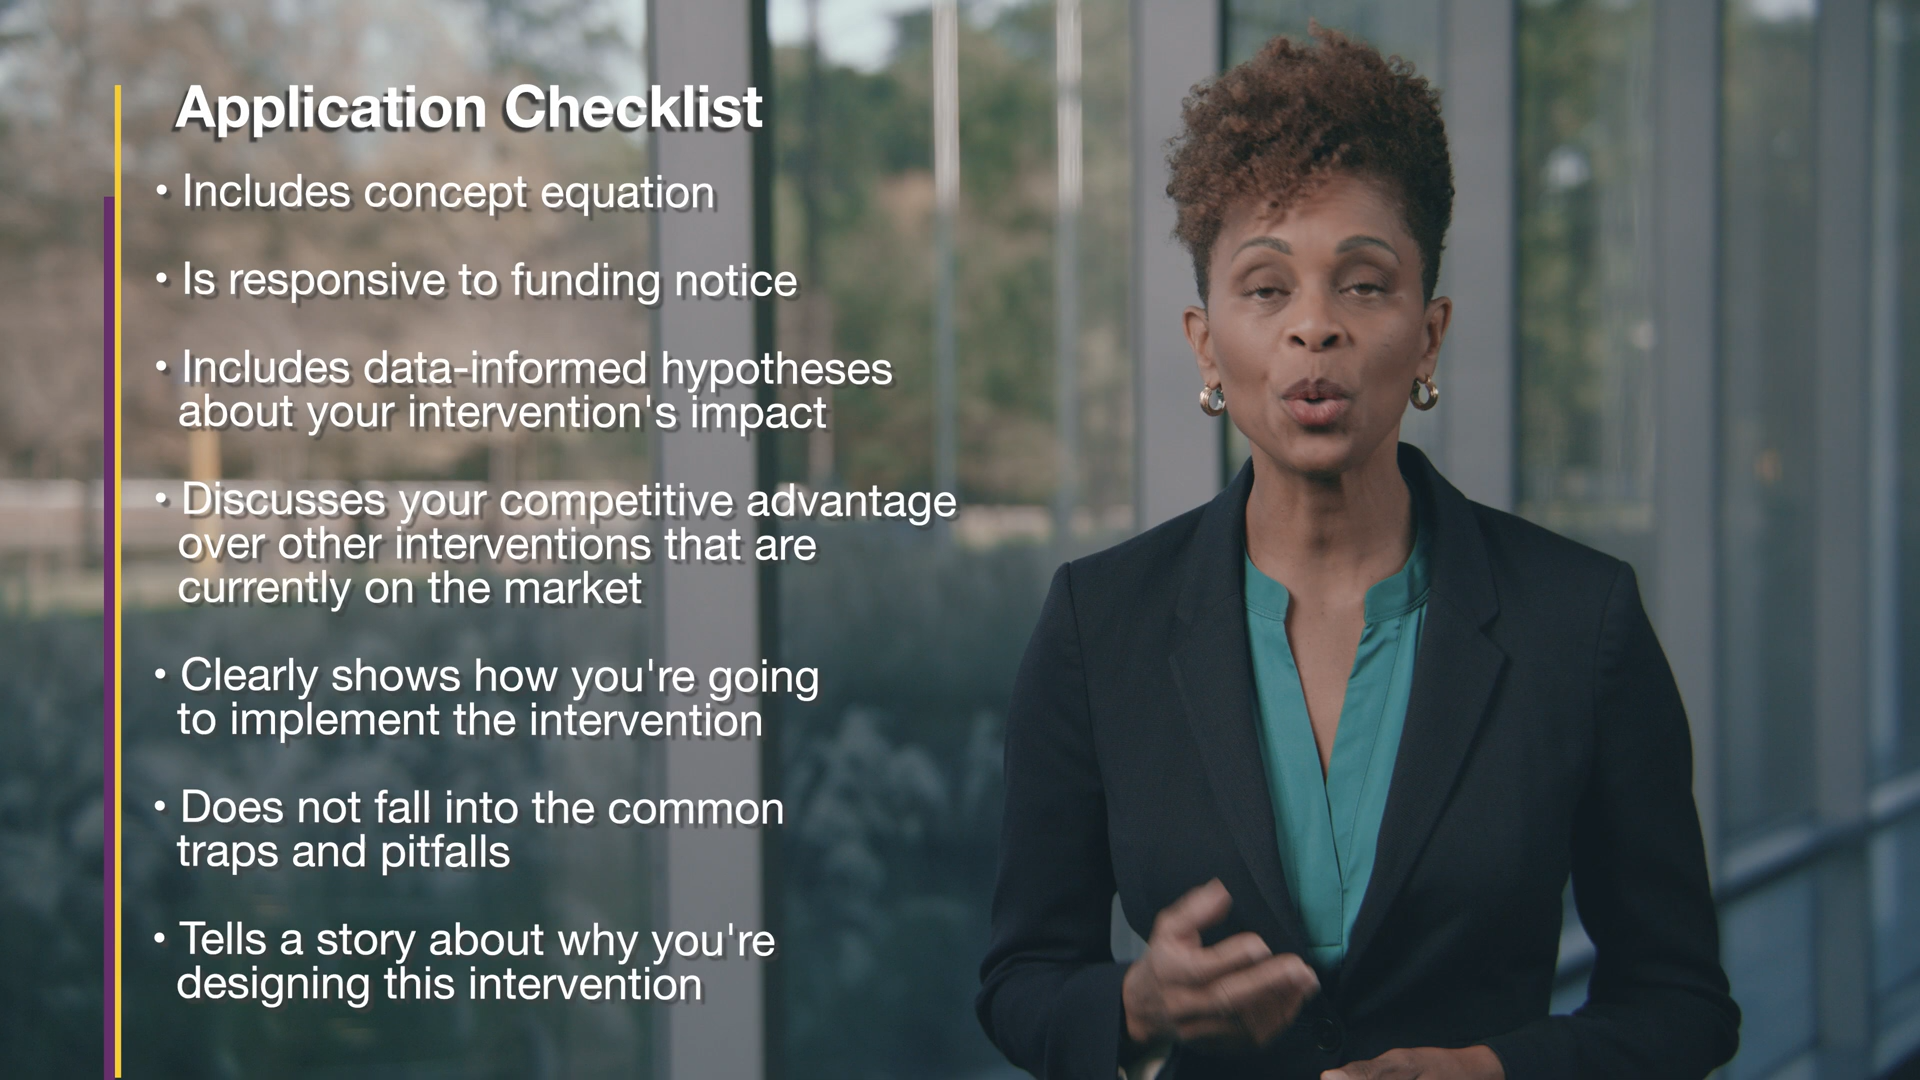 Application Checklist
• Includes concept equation
• Is responsive to funding notice
• Includes data-informed hypotheses
about your intervention's impact
• Discusses your competitive advantage
over other interventions that are
currently on the market
• Clearly shows how you're going
to implement the intervention
• Does not fall into the common
traps and pitfalls
• Tells a story about why you're
designing this intervention